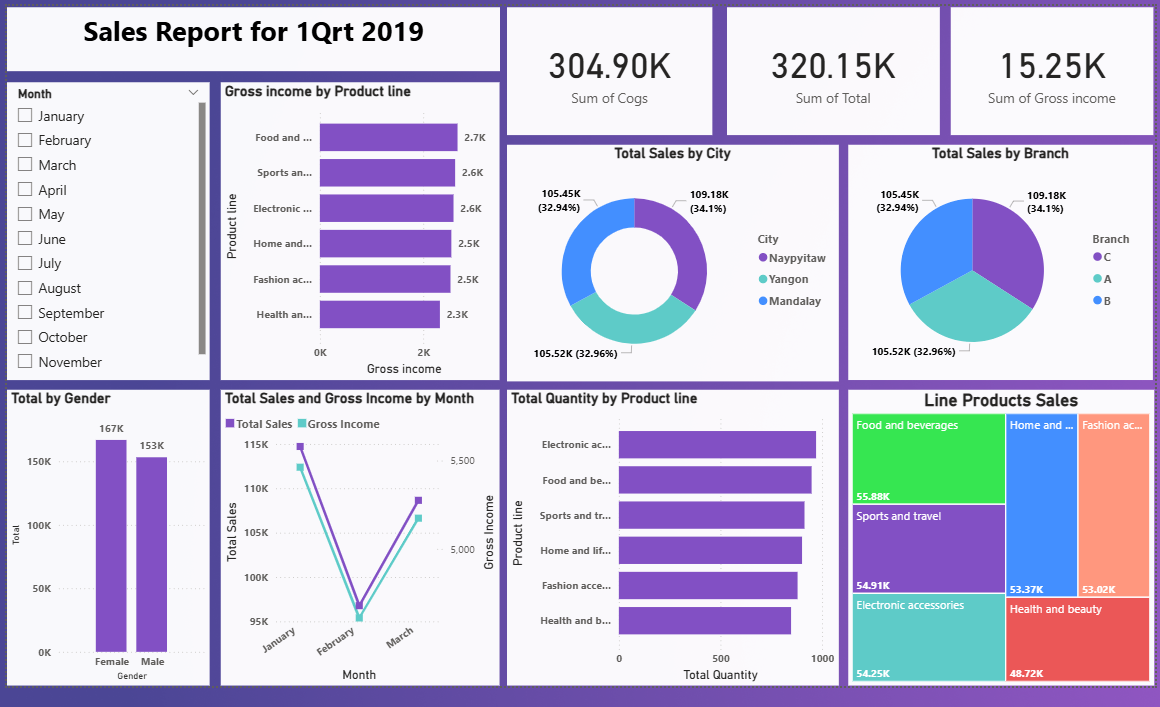 Sales Report for 1Qrt 2019
304.90K
Sum of Cogs
320.15K
Sum of Total
15.25K
Sum of Gross income
Month
January
February
March
April
May
June
July
August
September
October
November
Gross income by Product line
Product line
Food and ...
2.7K
Sports an...
2.6K
Electronic ...
2.6K
Home and...
2.5K
Fashion ac...
2.5K
Health an...
2.3K
0K
2K
Gross income
Total Sales by City
105.45K
(32.94%)
109.18K
(34.1%)
105.52K (32.96%)
City
Naypyitaw
Yangon
Mandalay
Total Sales by Branch
105.45K
(32.94%)
109.18K
(34.1%)
105.52K (32.96%)
Branch
C
A
B
Total by Gender
Total
150K
100K
50K
0K
167K
153K
Female
Male
Gender
Total Sales and Gross Income by Month
Total Sales
Gross Income
Total Sales
115K
110K
105K
100K
95K
5,500
5,000
Gross Income
January
February
March
Month
Total Quantity by Product line
Product line
Electronic ac...
Food and be...
Sports and tr...
Home and lif...
Fashion acce...
Health and b...
0
500
1000
Total Quantity
Line Products Sales
Food and beverages
55.88K
Sports and travel
54.91K
Electronic accessories
54.25K
Home and ...
53.37K
Fashion ac...
53.02K
Health and beauty
48.72K